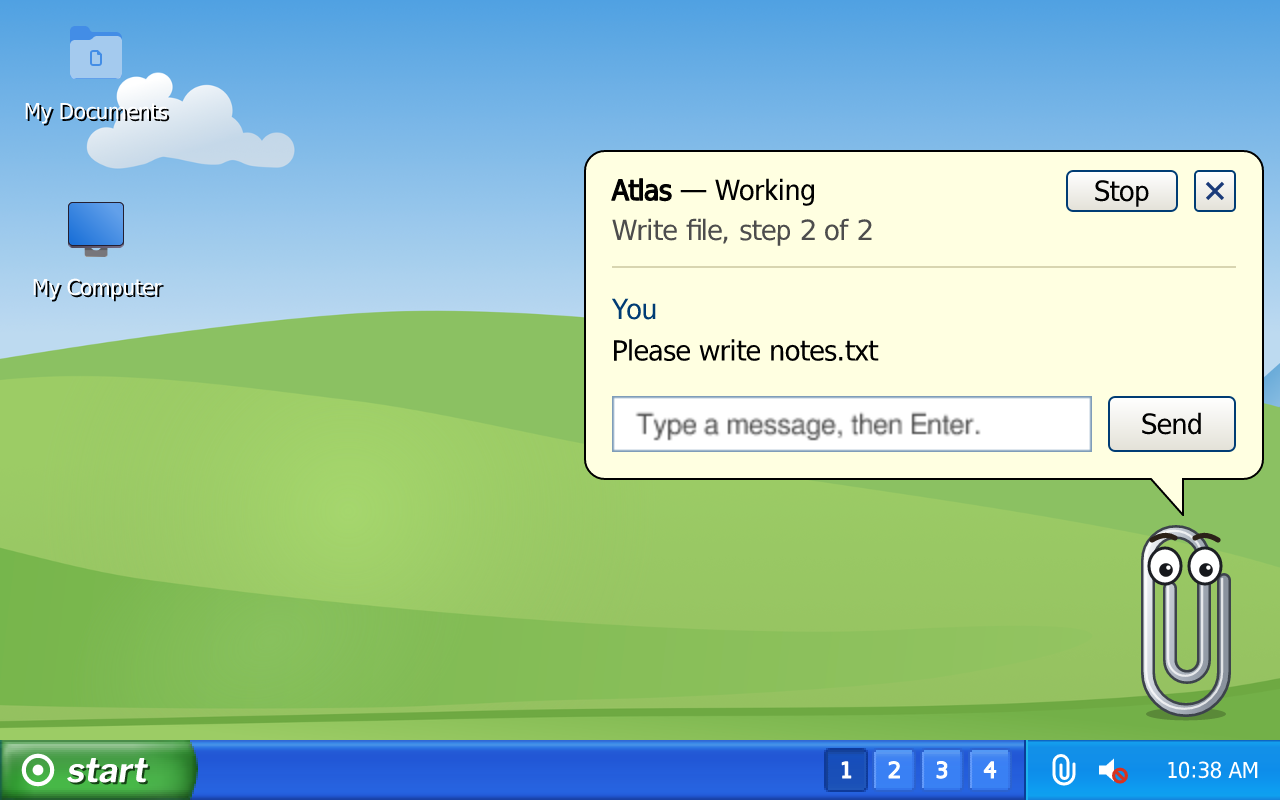 My Documents
My Computer
Atlas — Working
Stop
Write file, step 2 of 2
You
Please write notes.txt
Type a message, then Enter.
Send
start
1
2
3
4
10:38 AM